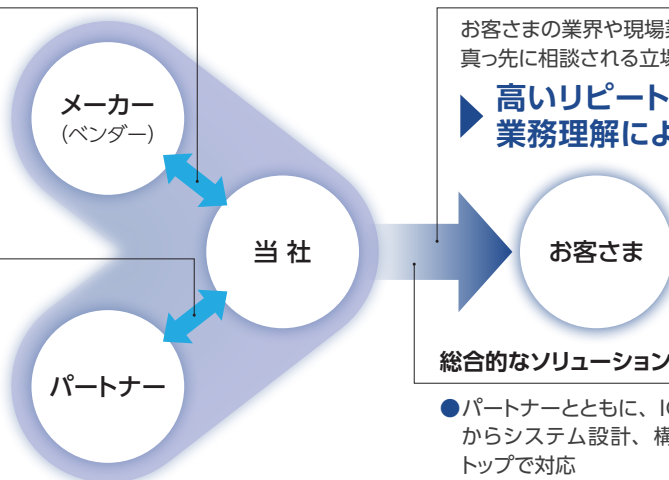 お客さまの業界や現場
真っ先に相談される立場
高いリピート
業務理解によ
メーカー
(ベンダー)
当 社
お客さま
パートナー
総合的なソリューション
●パートナーとともに、IC
からシステム設計、構
トップで対応